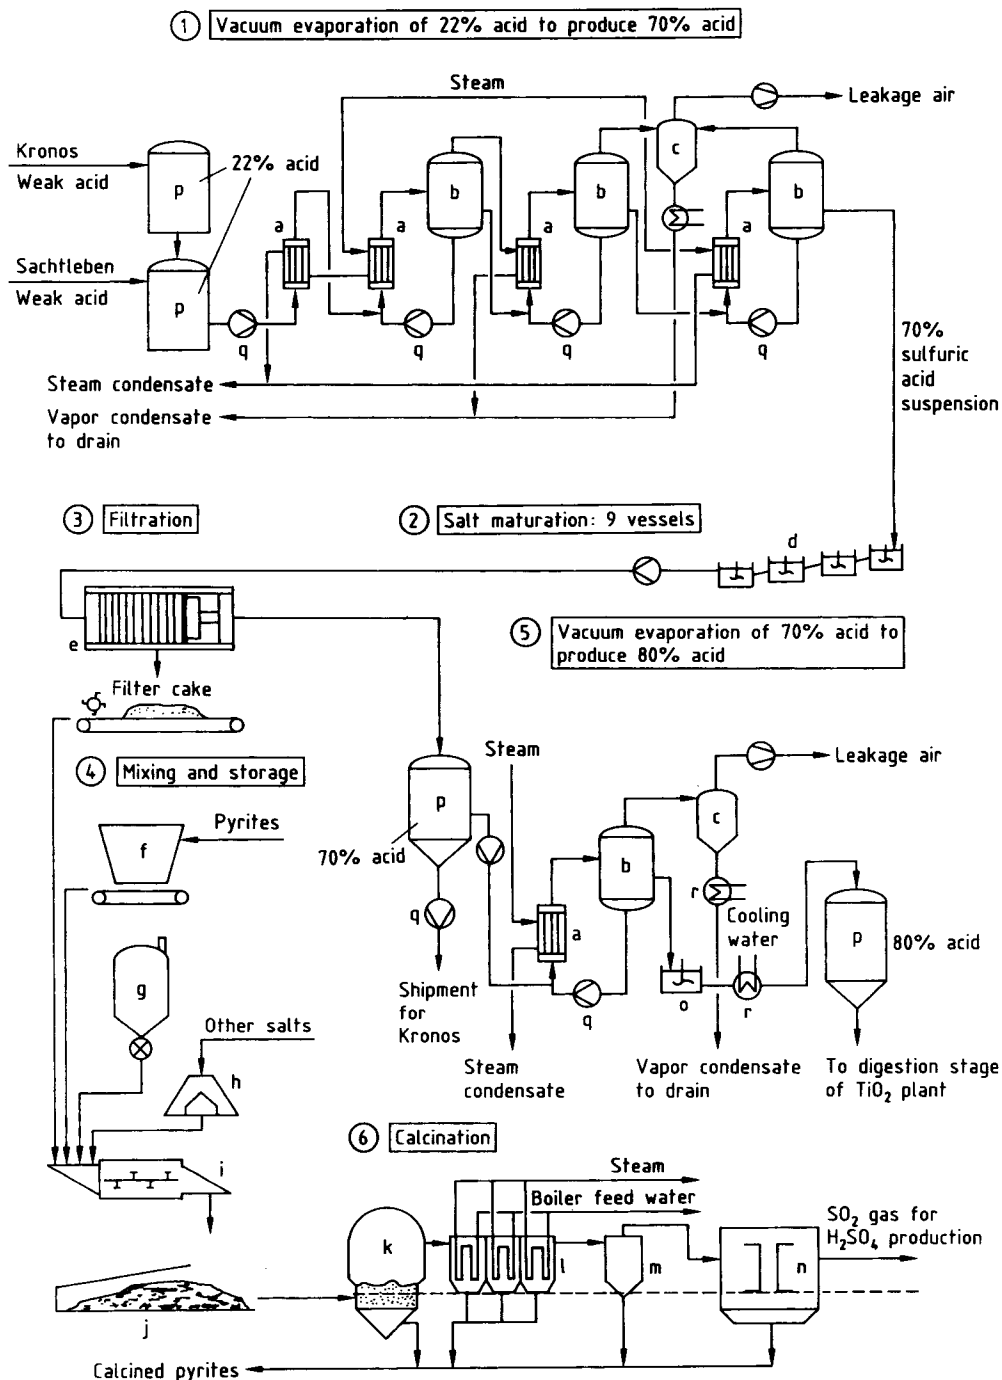 1 Vacuum evaporation of 22% acid to produce 70% acid
Steam
Leakage air
Kronos
Weak acid
22% acid
p
c
b
b
b
a
a
a
a
Sachtleben
Weak acid
p
q
q
q
q
Steam condensate
Vapor condensate
to drain
70%
sulfuric
acid
suspension
3 Filtration
2 Salt maturation: 9 vessels
d
e
Filter cake
5 Vacuum evaporation of 70% acid to
produce 80% acid
4 Mixing and storage
Steam
Leakage air
p
c
Pyrites
f
70% acid
b
r
q
a
Cooling
water
p
80% acid
g
o
r
q
Shipment
for
Kronos
Other salts
h
Steam
condensate
Vapor condensate
to drain
To digestion stage
of TiO2 plant
6 Calcination
i
Steam
Boiler feed water
SO2 gas for
H2SO4 production
k
l
m
n
j
Calcined pyrites